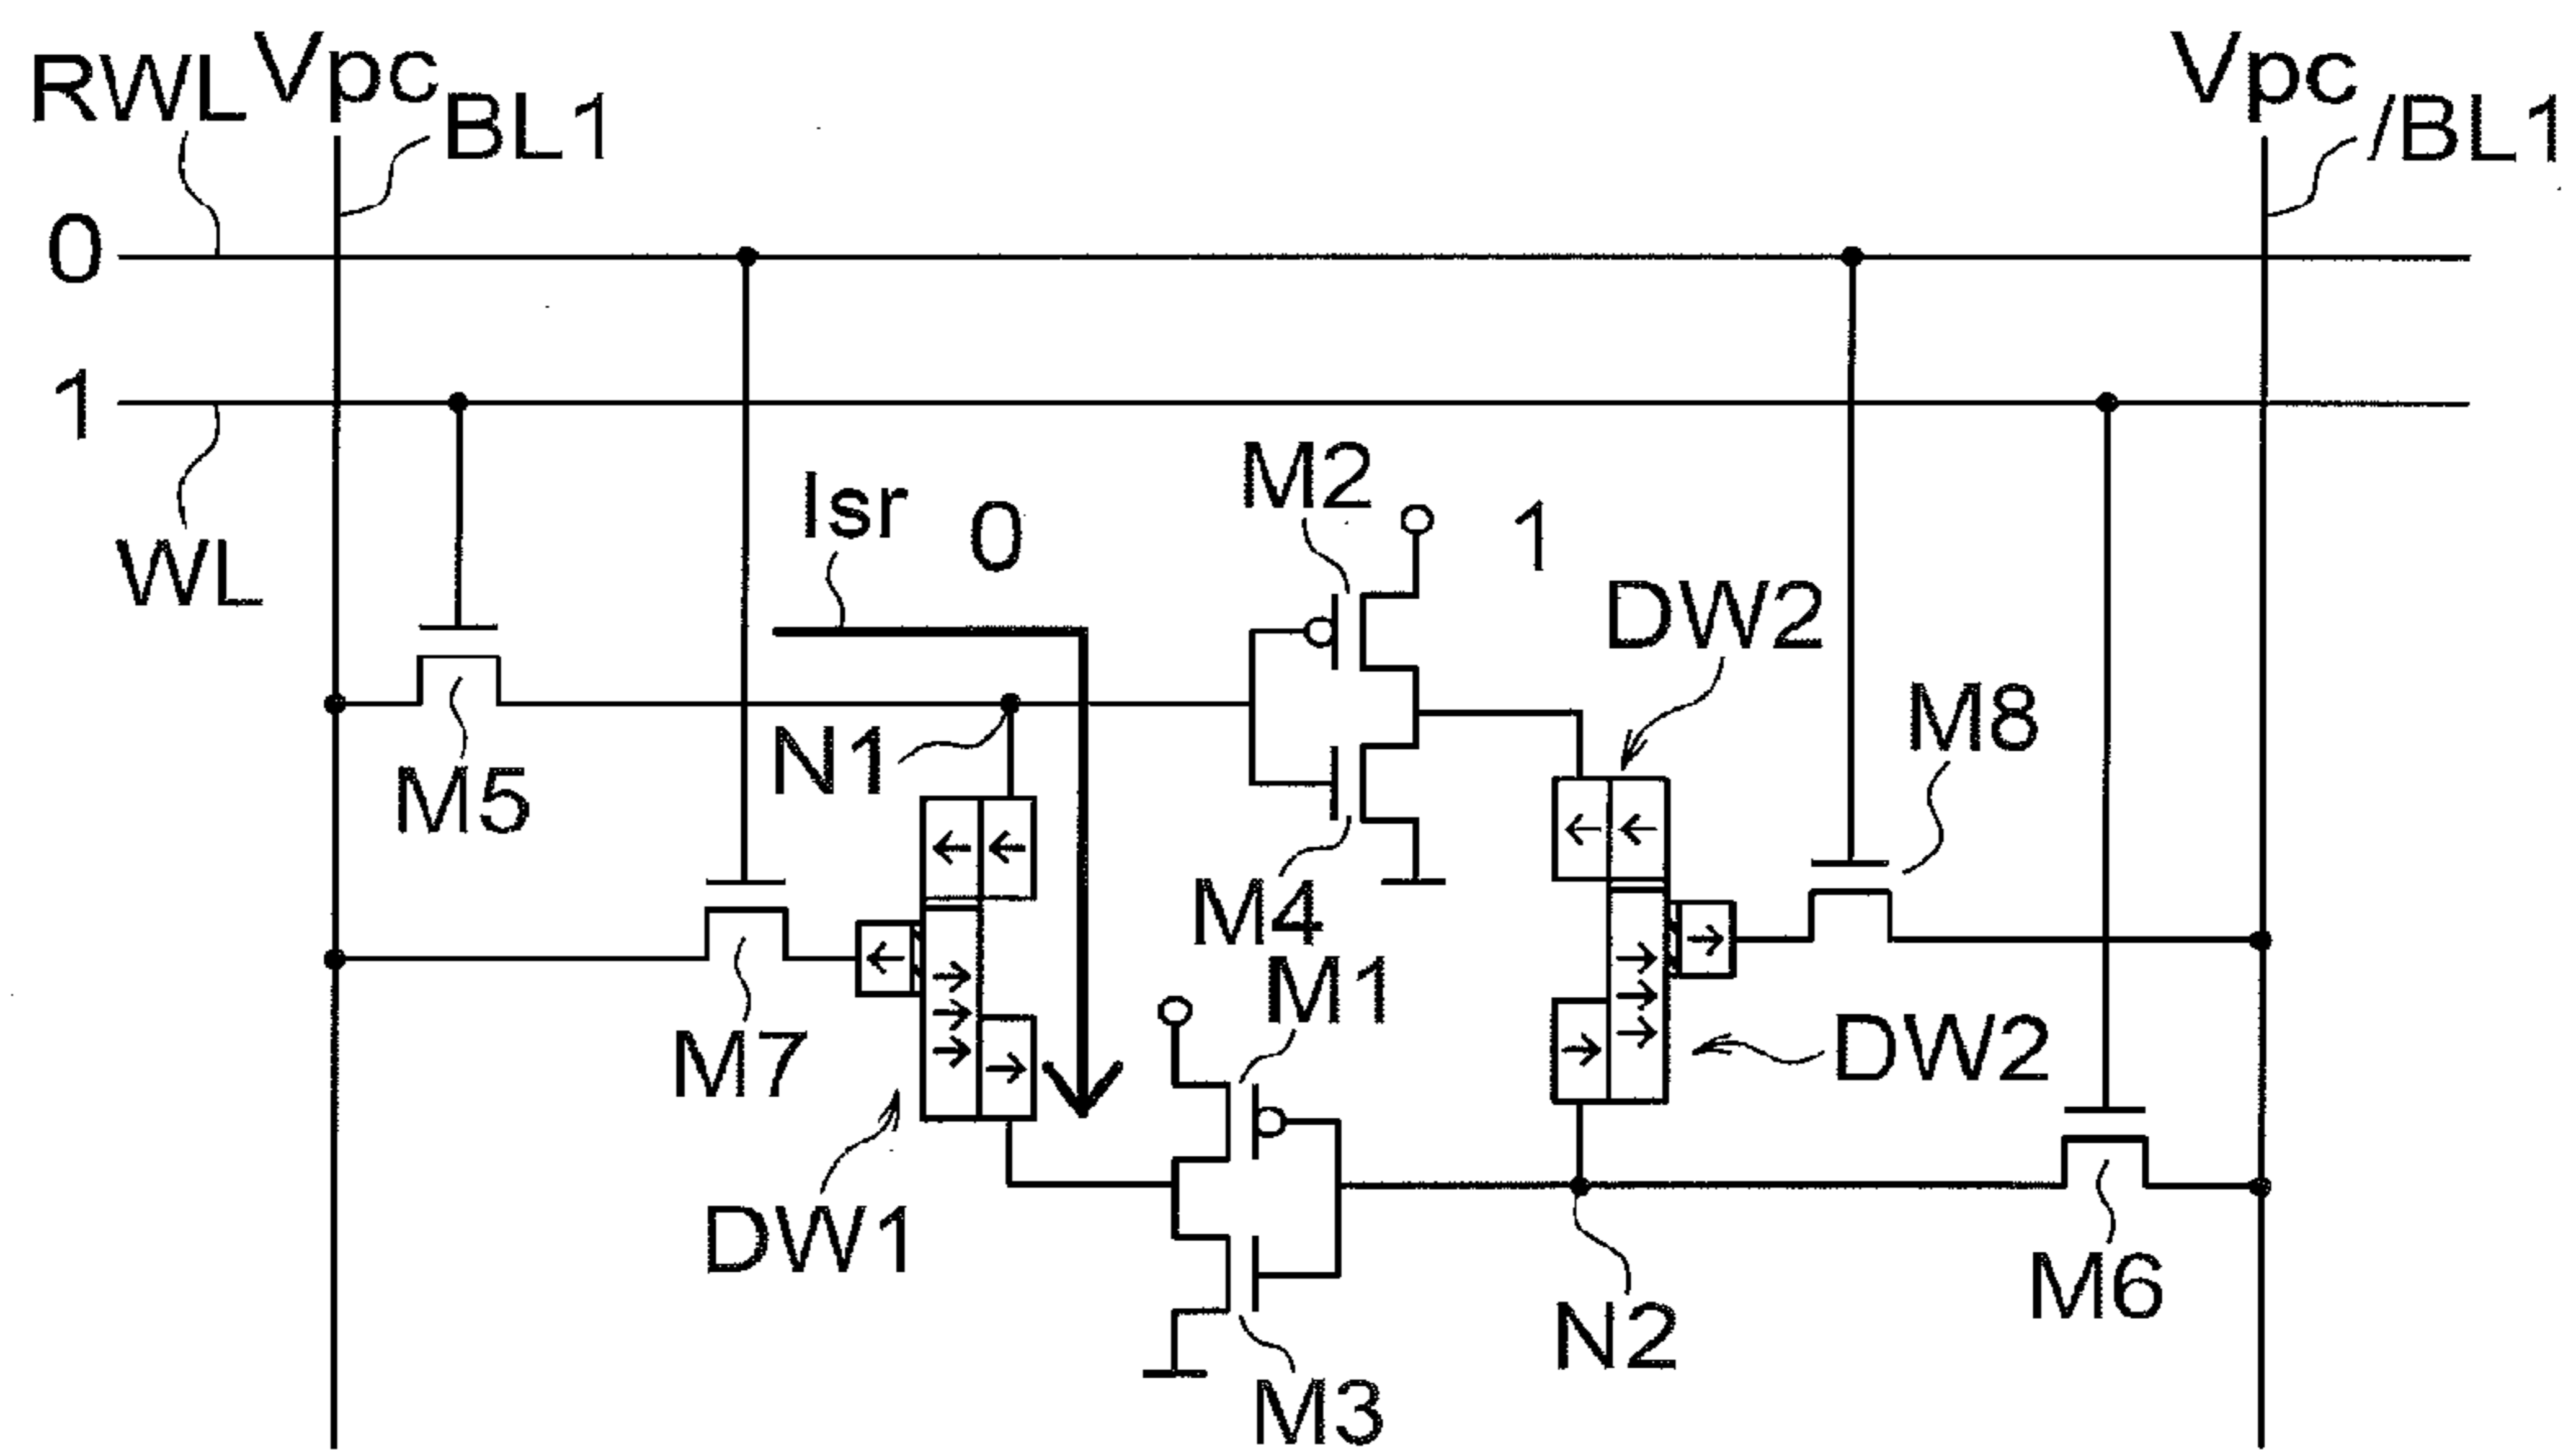 RWL Vpc BL1 Vpc /BL1
0
1
WL
Isr 0 M2 1
DW2
N1 M8
M5
M4
M1
M7 DW2
DW1
M6
N2
M3